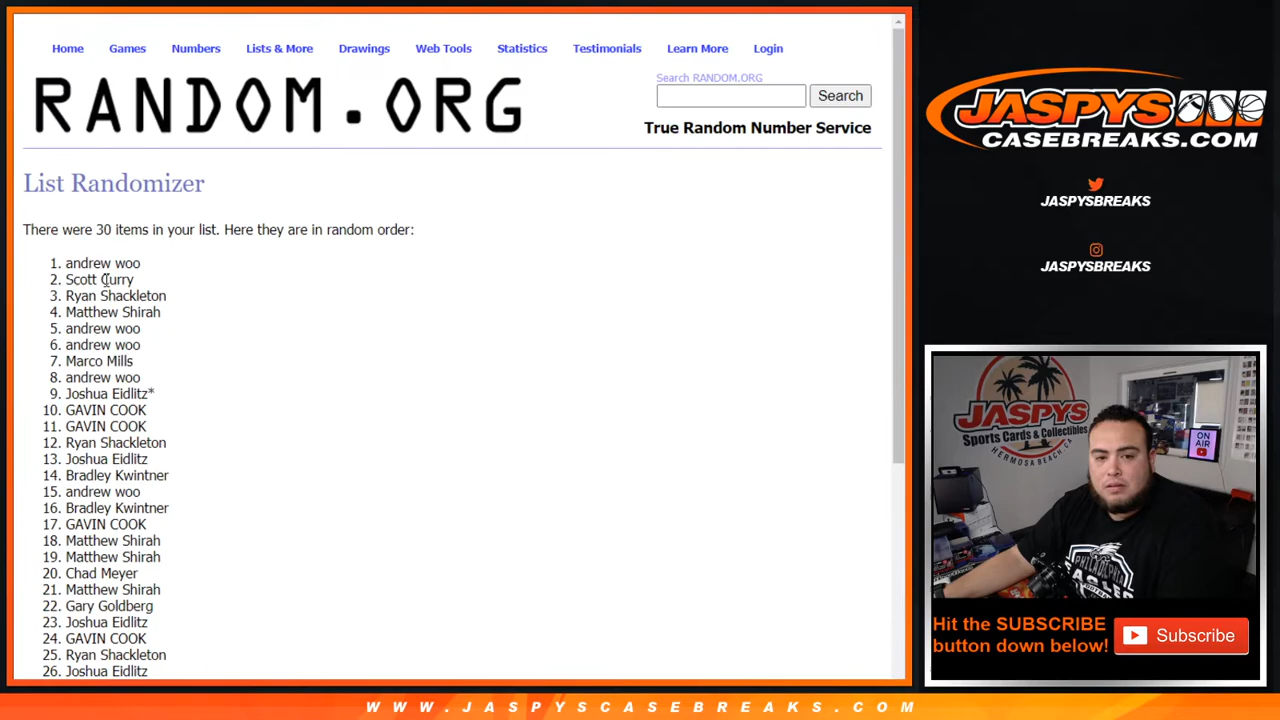 Home Games Numbers Lists & More Drawings Web Tools Statistics Testimonials Learn More Login
RANDOM.ORG
Search RANDOM.ORG
Search
True Random Number Service
List Randomizer
There were 30 items in your list. Here they are in random order:
1. andrew woo
2. Scott Curry
3. Ryan Shackleton
4. Matthew Shirah
5. andrew woo
6. andrew woo
7. Marco Mills
8. andrew woo
9. Joshua Eidlitz*
10. GAVIN COOK
11. GAVIN COOK
12. Ryan Shackleton
13. Joshua Eidlitz
14. Bradley Kwintner
15. andrew woo
16. Bradley Kwintner
17. GAVIN COOK
18. Matthew Shirah
19. Matthew Shirah
20. Chad Meyer
21. Matthew Shirah
22. Gary Goldberg
23. Joshua Eidlitz
24. GAVIN COOK
25. Ryan Shackleton
26. Joshua Eidlitz
JASPYS
CASEBREAKS.COM
JASPYSBREAKS
JASPYSBREAKS
JASPYS
Sports Cards & Collectibles
HERMOSA BEACH, CA
ON
AIR
PHILADELPHIA
EAGLES
Hit the SUBSCRIBE
button down below!
Subscribe
WWW.JASPYSCASEBREAKS.COM